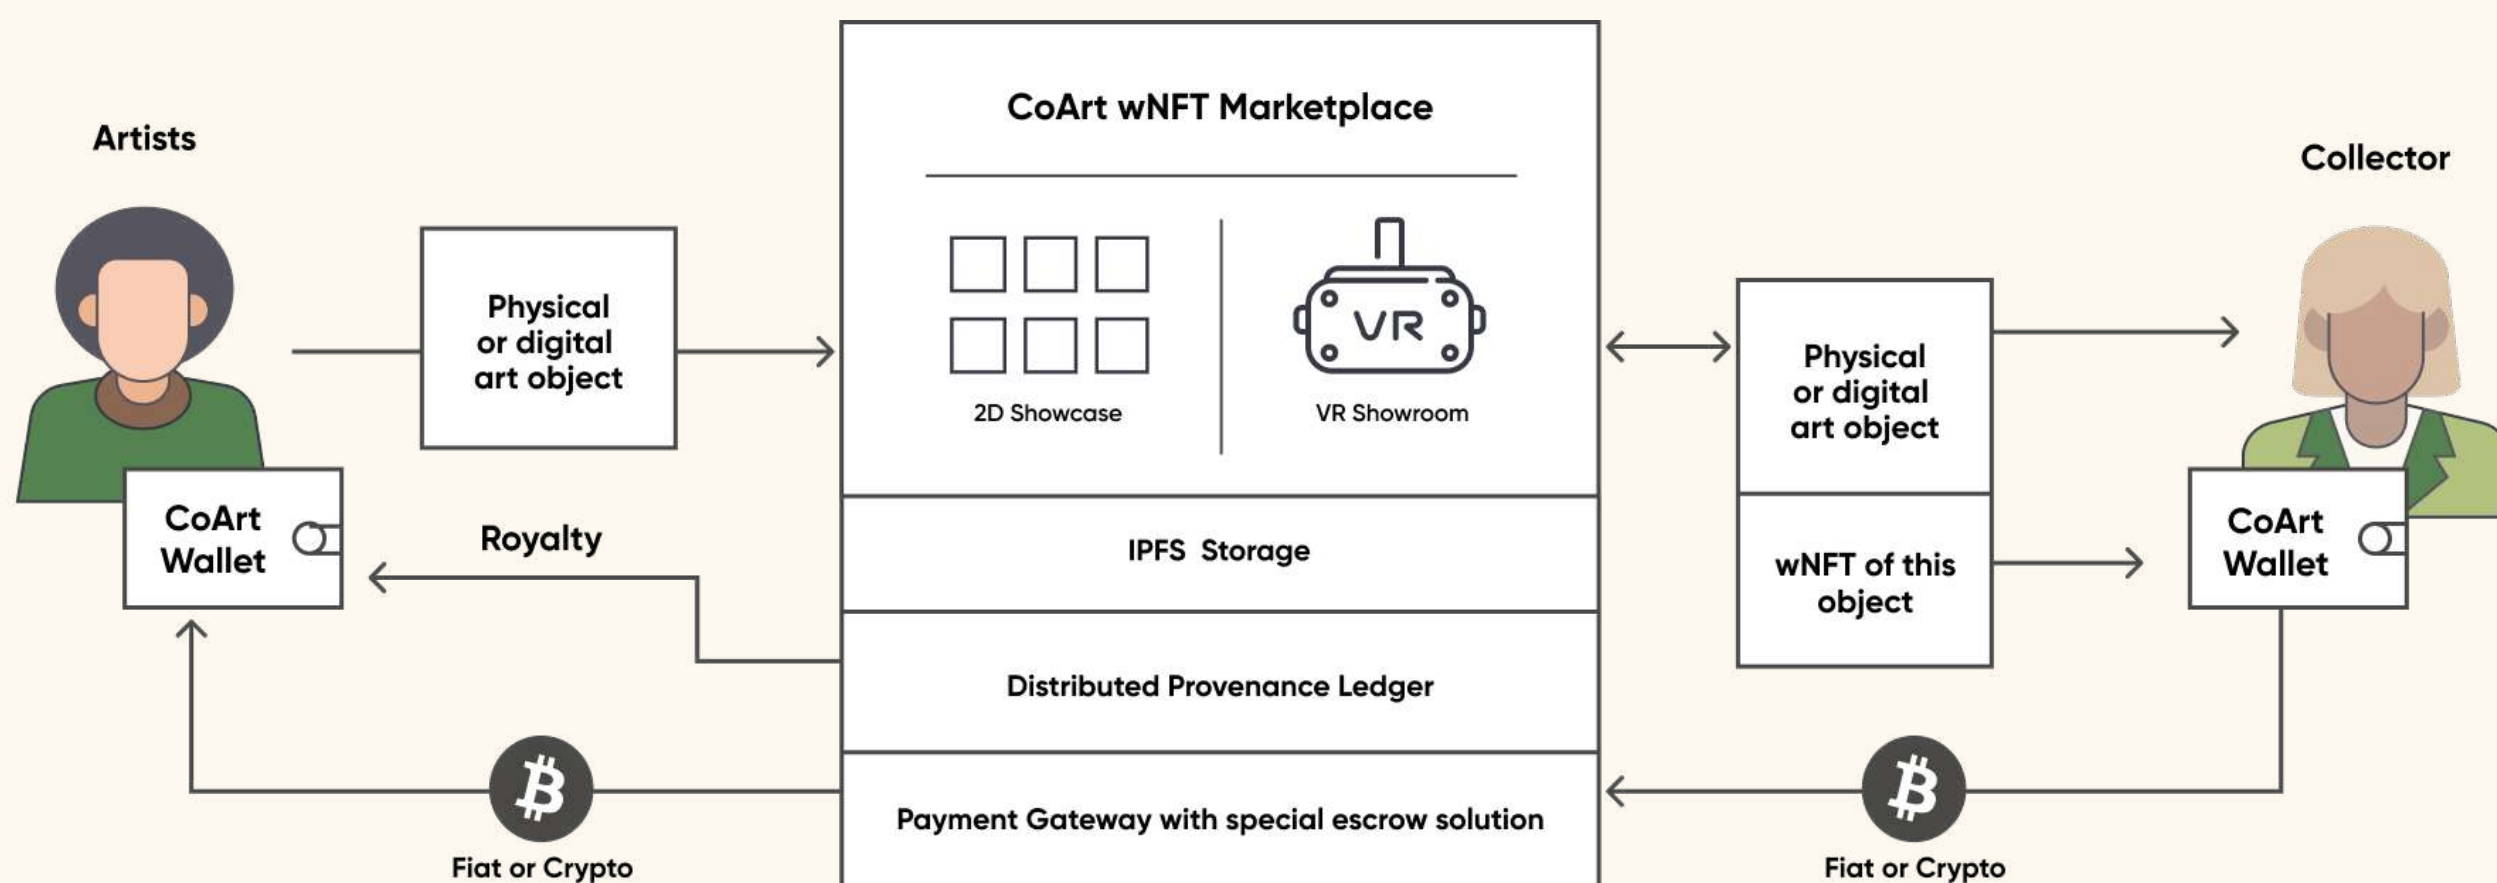 Artists
CoArt wNFT Marketplace
Collector
Physical
or digital
art object
VR
2D Showcase
VR Showroom
Physical
or digital
art object
CoArt
Wallet
Royalty
IPFS Storage
wNFT of this
object
CoArt
Wallet
Distributed Provenance Ledger
Payment Gateway with special escrow solution
Fiat or Crypto
Fiat or Crypto